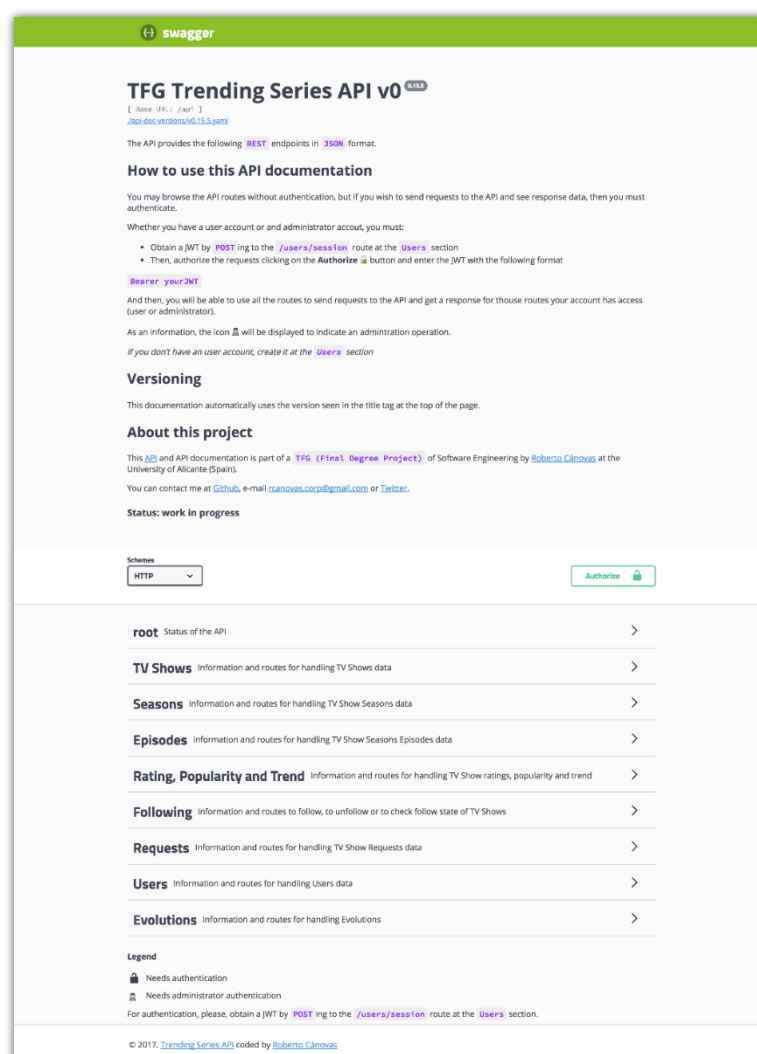 swagger
TFG Trending Series API v0 0.15.5
[ Base URL: /api ]
./api-doc-versions/v0.15.5.yaml
The API provides the following REST endpoints in JSON format.
How to use this API documentation
You may browse the API routes without authentication, but if you wish to send requests to the API and see response data, then you must
authenticate.
Whether you have a user account or and administrator accout, you must:
• Obtain a JWT by POST ing to the /users/session route at the Users section
• Then, authorize the requests clicking on the Authorize 🔓 button and enter the JWT with the following format
Bearer yourJWT
And then, you will be able to use all the routes to send requests to the API and get a response for thouse routes your account has access
(user or administrator).
As an information, the icon will be displayed to indicate an admintration operation.
If you don't have an user account, create it at the Users section
Versioning
This documentation automatically uses the version seen in the title tag at the top of the page.
About this project
This API and API documentation is part of a TFG (Final Degree Project) of Software Engineering by Roberto Cánovas at the
University of Alicante (Spain).
You can contact me at Github, e-mail rcanovas.corp@gmail.com or Twitter.
Status: work in progress
Schemes
HTTP
Authorize
root Status of the API
TV Shows Information and routes for handling TV Shows data
Seasons Information and routes for handling TV Show Seasons data
Episodes Information and routes for handling TV Show Seasons Episodes data
Rating, Popularity and Trend Information and routes for handling TV Show ratings, popularity and trend
Following Information and routes to follow, to unfollow or to check follow state of TV Shows
Requests Information and routes for handling TV Show Requests data
Users Information and routes for handling Users data
Evolutions Information and routes for handling Evolutions
Legend
Needs authentication
Needs administrator authentication
For authentication, please, obtain a JWT by POST ing to the /users/session route at the Users section.
© 2017. Trending Series API coded by Roberto Cánovas